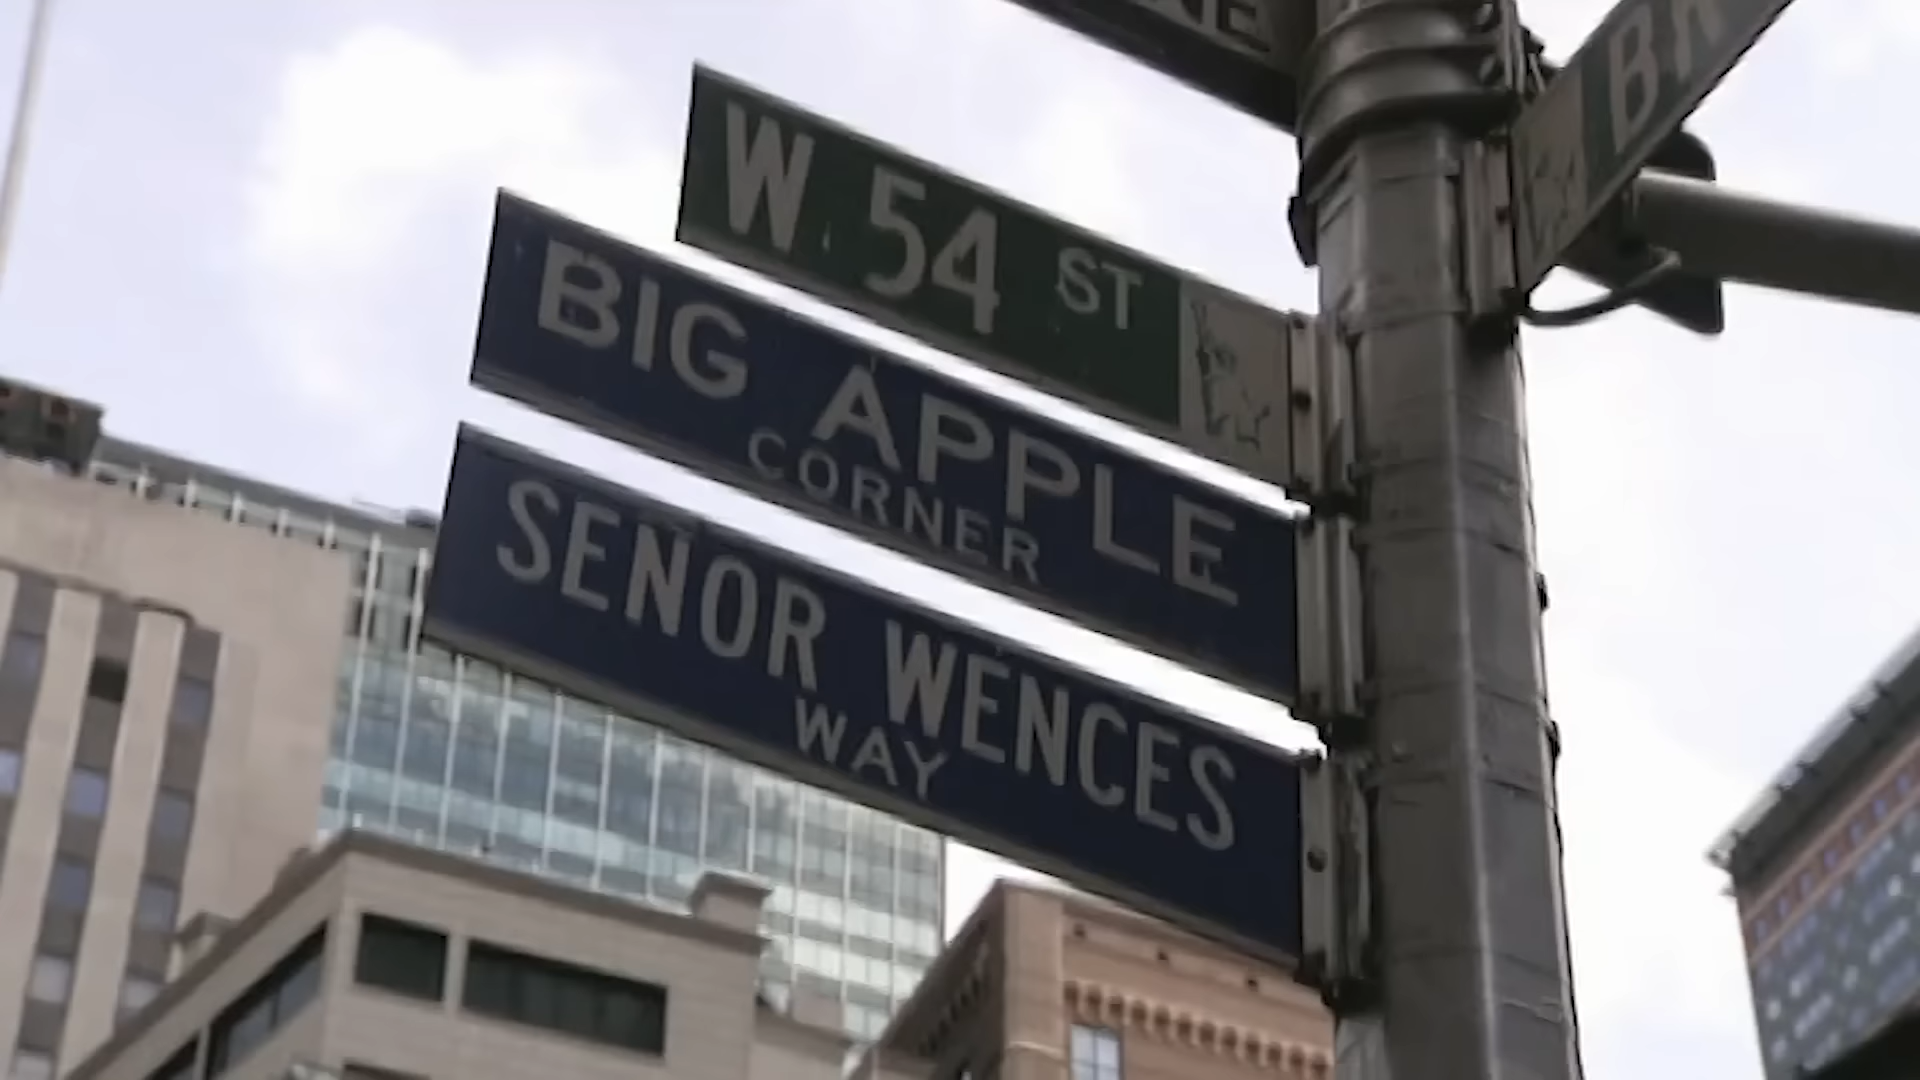 W 54 ST
BIG APPLE
CORNER
SENOR WENCES
WAY